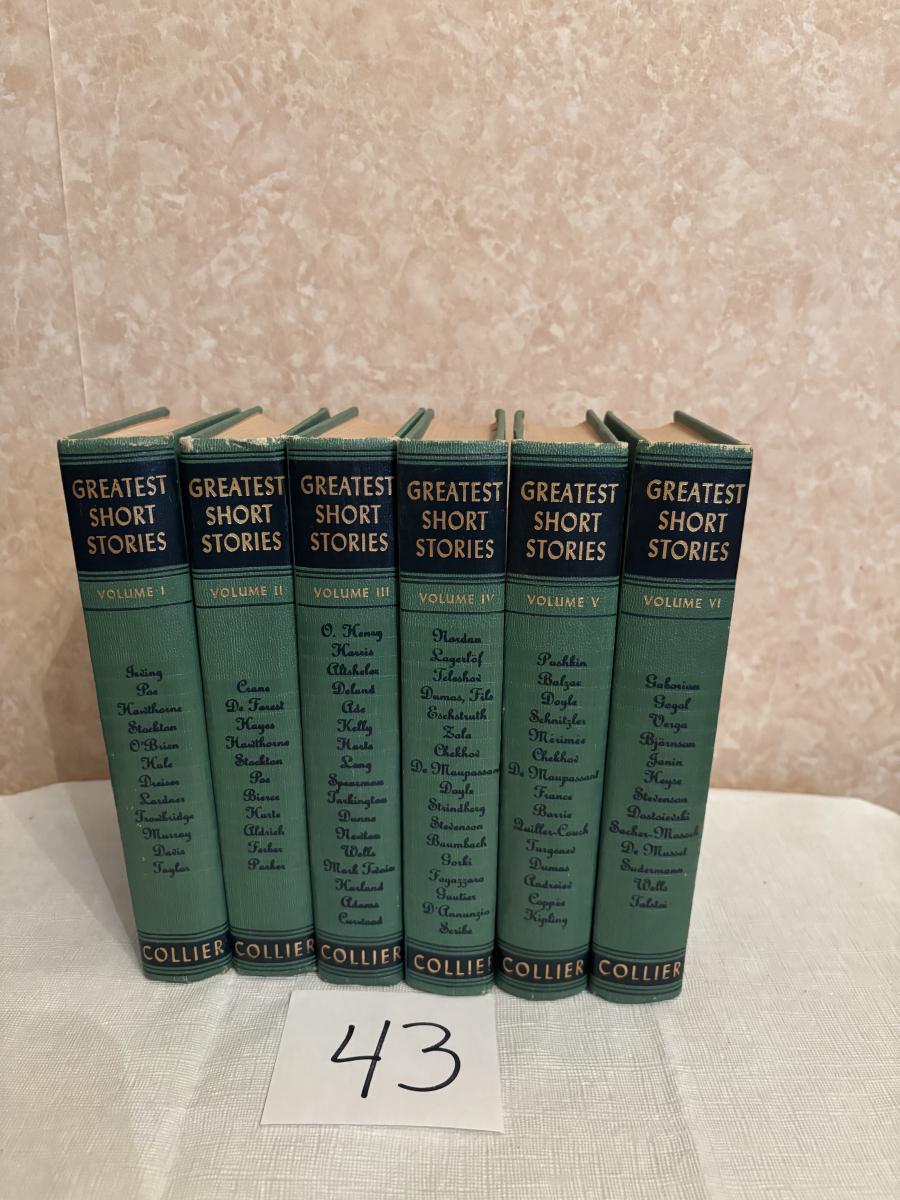 GREATEST
SHORT
STORIES
VOLUME I
Irving
Poe
Hawthorne
Stockton
O'Brien
Hale
Dreiser
Lardner
Trowbridge
Murray
Davis
Taylor
COLLIER
GREATEST
SHORT
STORIES
VOLUME II
Crane
De Forest
Hayes
Hawthorne
Stockton
Poe
Bierce
Harte
Aldrich
Ferber
Parker
COLLIER
GREATEST
SHORT
STORIES
VOLUME III
O. Henry
Harris
Altsheler
Deland
Ade
Kelly
Harte
Long
Spearman
Tarkington
Dunne
Newton
Wells
Mark Twain
Harland
Adams
Curwood
COLLIER
GREATEST
SHORT
STORIES
VOLUME IV
Nordau
Lagerlöf
Teleshov
Dumas, Fils
Eschstruth
Zola
Chekhov
De Maupassant
Doyle
Strindberg
Stevenson
Baumbach
Gorki
Fogazzaro
Gautier
D'Annunzio
Scribe
COLLIER
GREATEST
SHORT
STORIES
VOLUME V
Pushkin
Balzac
Doyle
Schnitzler
Mérimée
Chekhov
De Maupassant
France
Barrie
Quiller-Couch
Turgenev
Dumas
Andreiev
Coppée
Kipling
COLLIER
GREATEST
SHORT
STORIES
VOLUME VI
Gaboriau
Gogol
Verga
Björnson
Janin
Heyse
Stevenson
Dostoievski
Sacher-Masoch
De Musset
Sudermann
Wells
Tolstoi
COLLIER
43